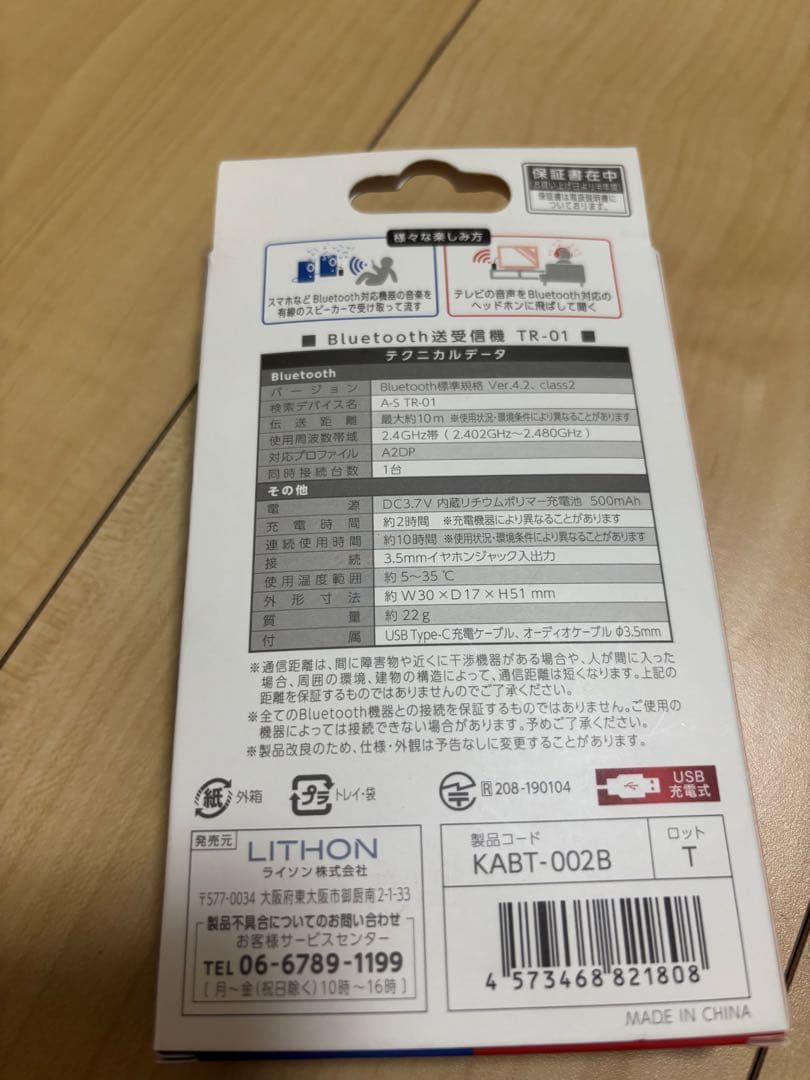 保証書在中
お買い上げ日より半年間
保証書は取扱説明書に
ついております。
様々な楽しみ方
スマホなどBluetooth対応機器の音楽を
有線のスピーカーで受け取って流す
テレビの音声をBluetooth対応の
ヘッドホンに飛ばして聞く
■ Bluetooth送受信機 TR-01 ■
テクニカルデータ
Bluetooth
バージョン Bluetooth標準規格 Ver.4.2、class2
検索デバイス名 A-S TR-01
伝送距離 最大約10m ※使用状況・環境条件により異なることがあります
使用周波数帯域 2.4GHz帯(2.402GHz～2.480GHz)
対応プロファイル A2DP
同時接続台数 1台
その他
電源 DC3.7V 内蔵リチウムポリマー充電池 500mAh
充電時間 約2時間 ※充電機器により異なることがあります
連続使用時間 約10時間 ※使用状況・環境条件により異なることがあります
接続 3.5mmイヤホンジャック入出力
使用温度範囲 約 5～35 ℃
外形寸法 約 W30×D17×H51 mm
質量 約 22g
付属 USB Type-C充電ケーブル、オーディオケーブル Φ3.5mm
※通信距離は、間に障害物や近くに干渉機器がある場合や、人が間に入った
場合、周囲の環境、建物の構造によって、通信距離は短くなります。上記の
距離を保証するものではありませんのでご了承ください。
※全てのBluetooth機器との接続を保証するものではありません。ご使用の
機器によっては接続できない場合があります。予めご了承ください。
※製品改良のため、仕様・外観は予告なしに変更することがあります。
紙 外箱
プラ トレイ・袋
R 208-190104
USB
充電式
発売元
LITHON
ライソン株式会社
〒577-0034 大阪府東大阪市御厨南2-1-33
製品不具合についてのお問い合わせ
お客様サービスセンター
TEL 06-6789-1199
[月～金(祝日除く)10時～16時]
製品コード
KABT-002B
ロット
T
4 573468 821808
MADE IN CHINA